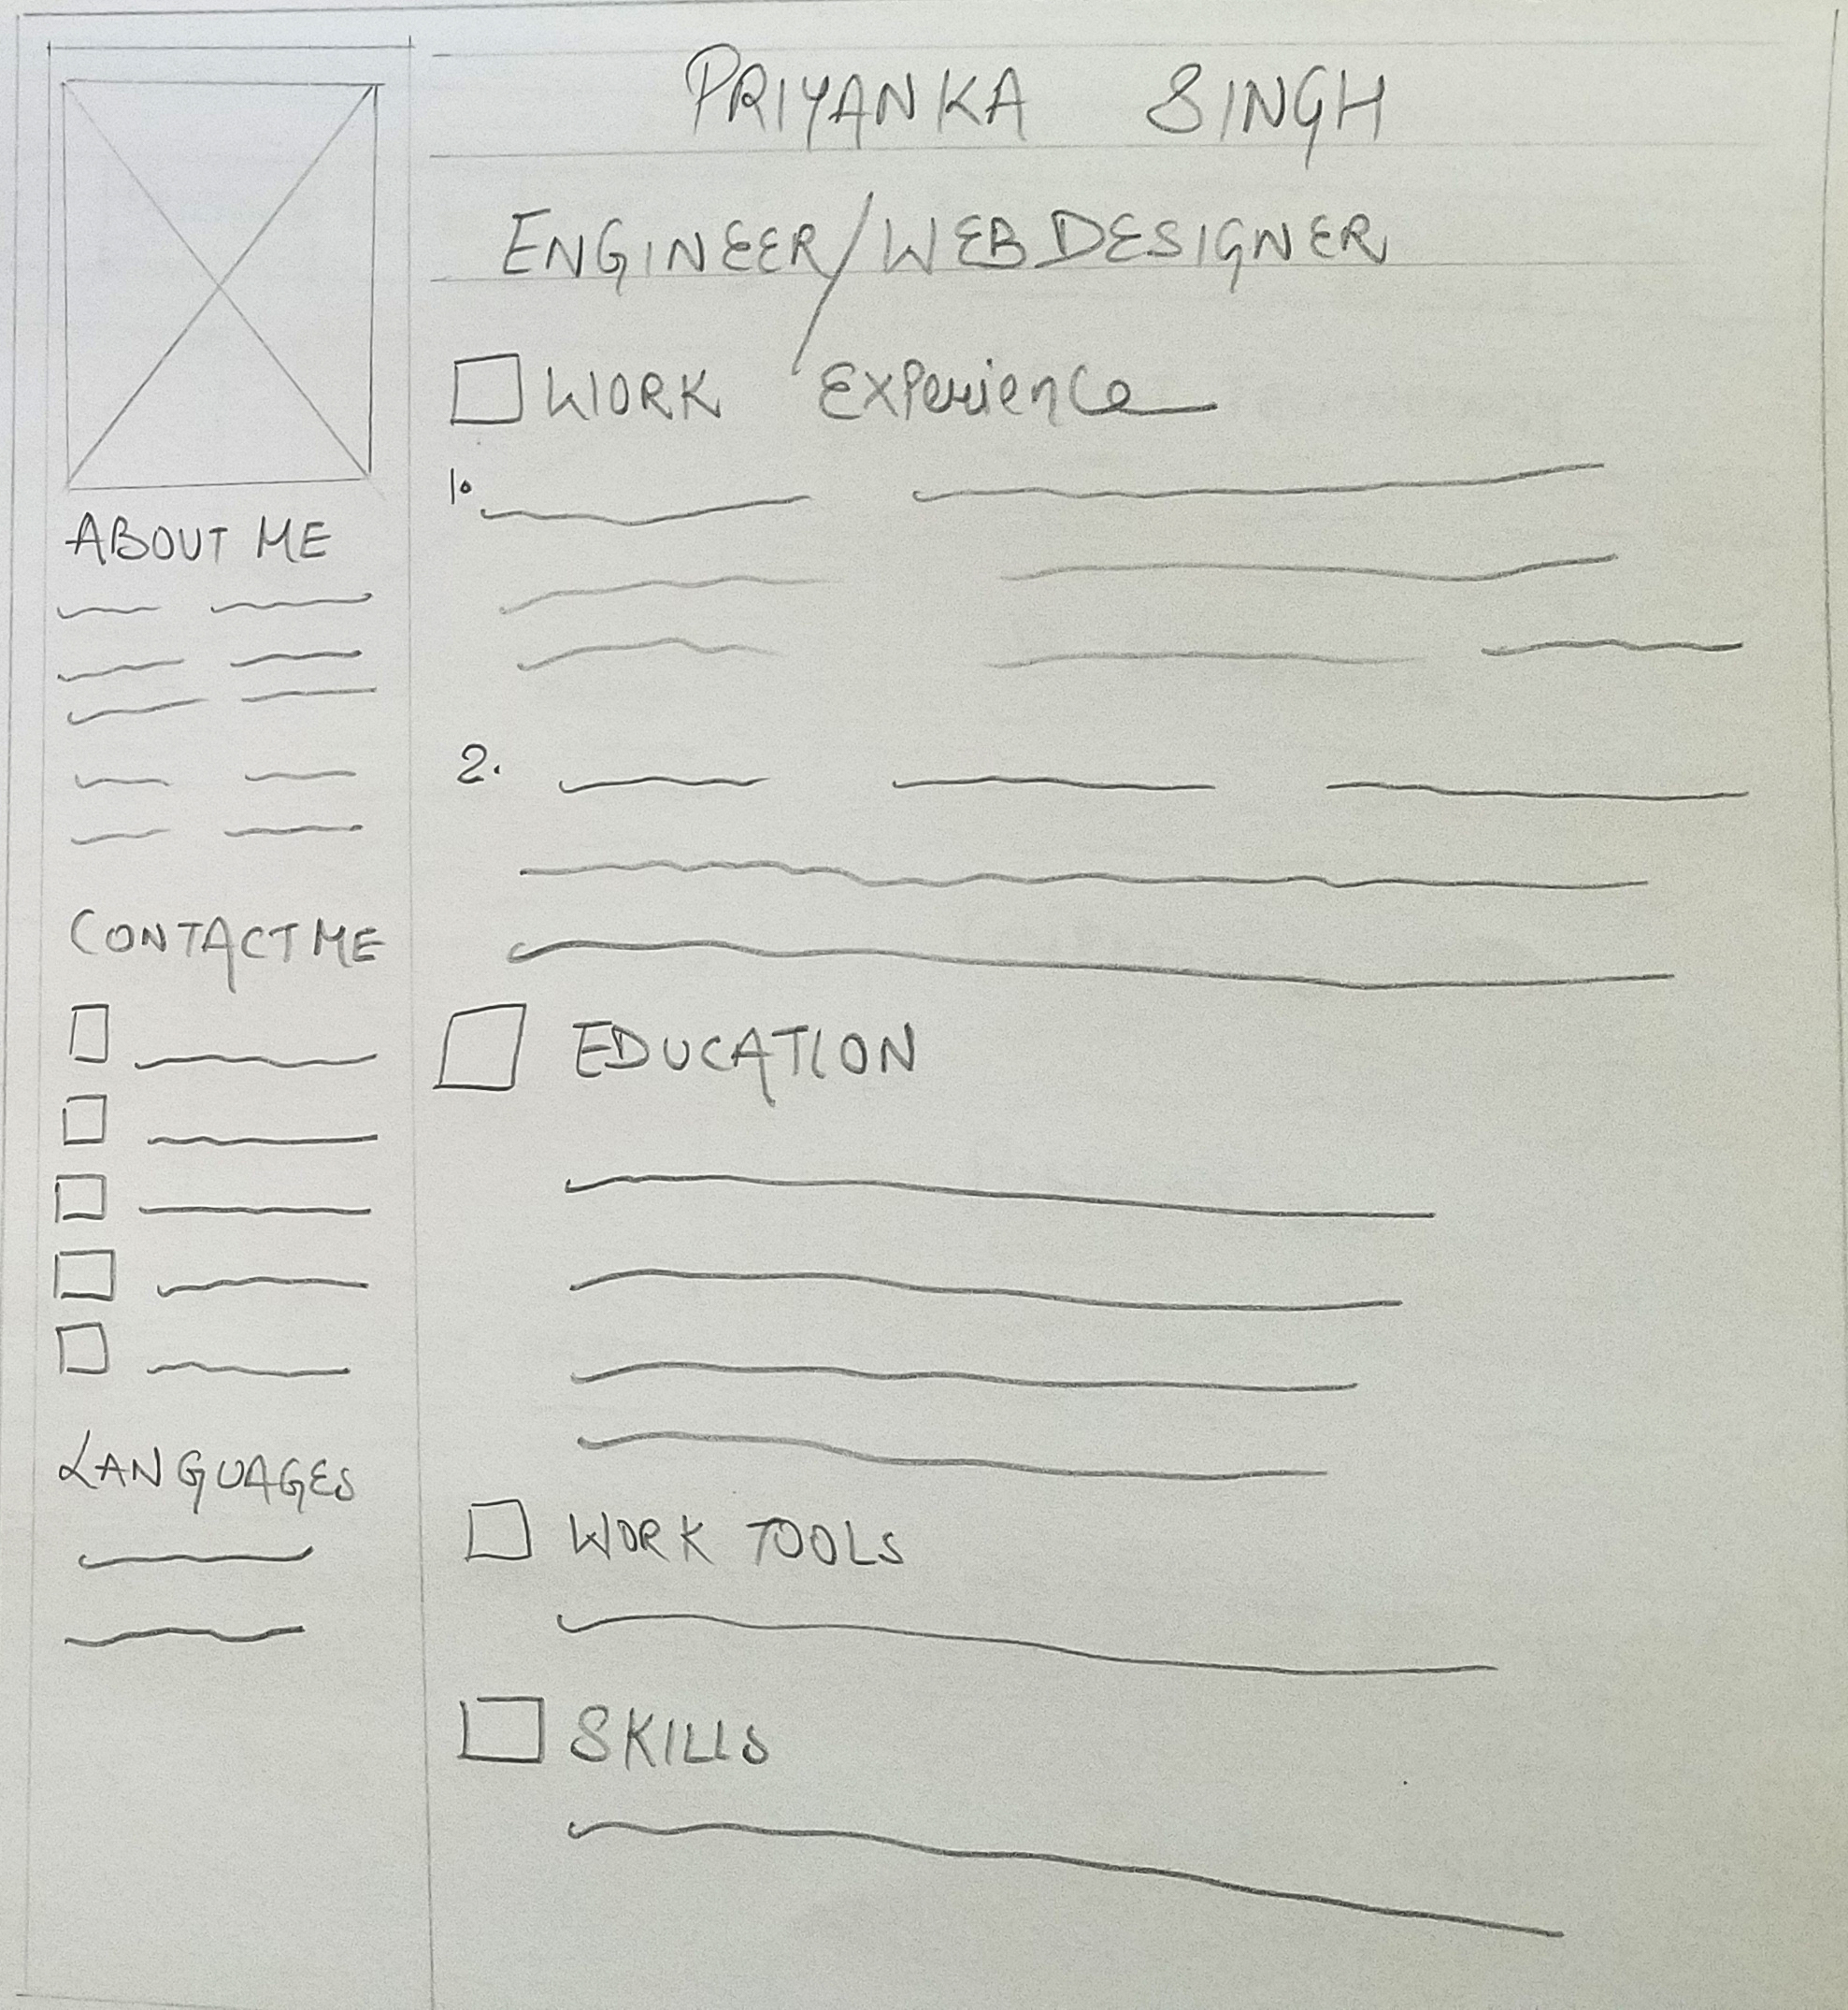 PRIYANKA SINGH
ENGINEER/WEB DESIGNER
ABOUT ME
CONTACT ME
LANGUAGES
WORK Experience
1.
2.
EDUCATION
WORK TOOLS
SKILLS